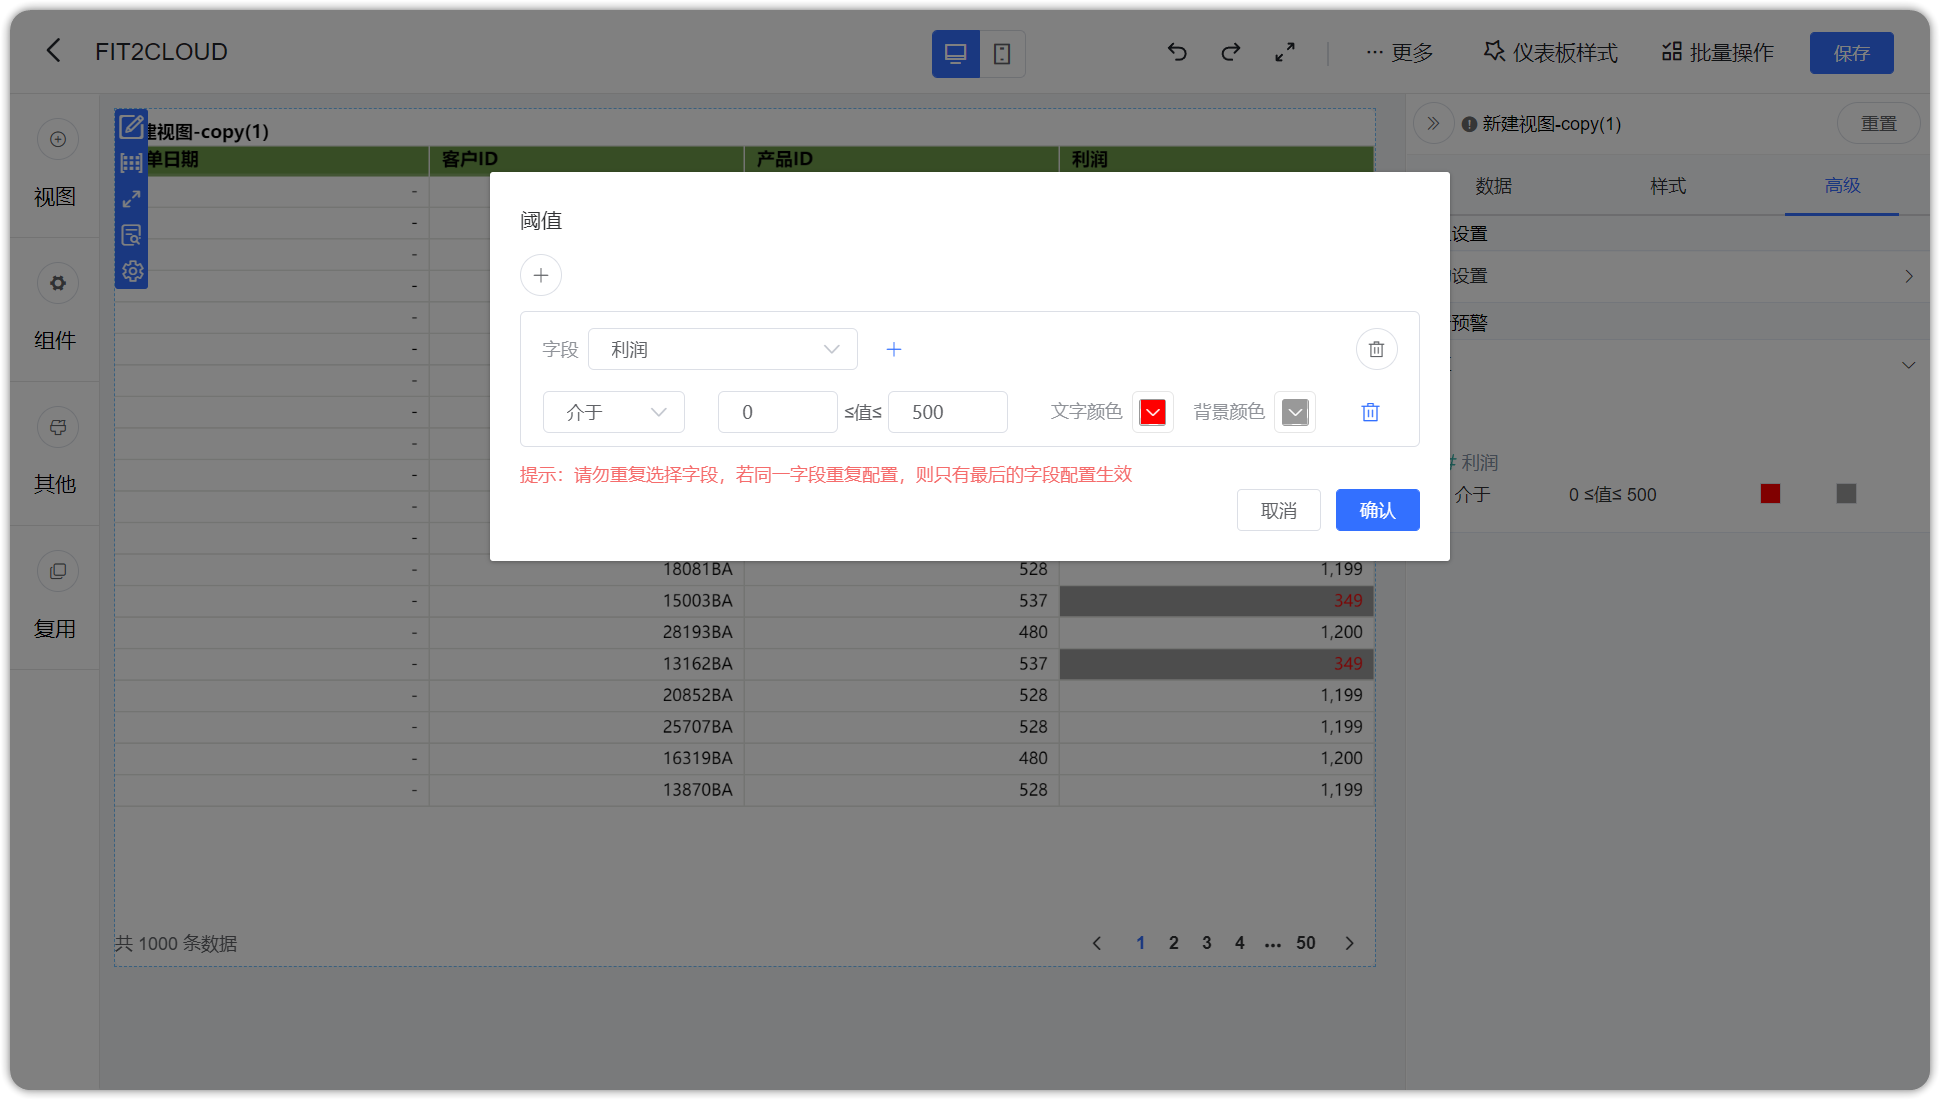 FIT2CLOUD
更多
仪表板样式
批量操作
保存
视图
组件
其他
复用
建视图-copy(1)
单日期 客户ID 产品ID 利润
-
-
-
-
-
-
-
-
-
-
-
-
- 18081BA 528 1,199
- 15003BA 537 349
- 28193BA 480 1,200
- 13162BA 537 349
- 20852BA 528 1,199
- 25707BA 528 1,199
- 16319BA 480 1,200
- 13870BA 528 1,199
共 1000 条数据
1 2 3 4 ... 50
阈值
字段 利润
介于 0 ≤值≤ 500 文字颜色 背景颜色
提示：请勿重复选择字段，若同一字段重复配置，则只有最后的字段配置生效
取消 确认
新建视图-copy(1) 重置
数据 样式 高级
设置
设置
预警
# 利润
介于 0 ≤值≤ 500